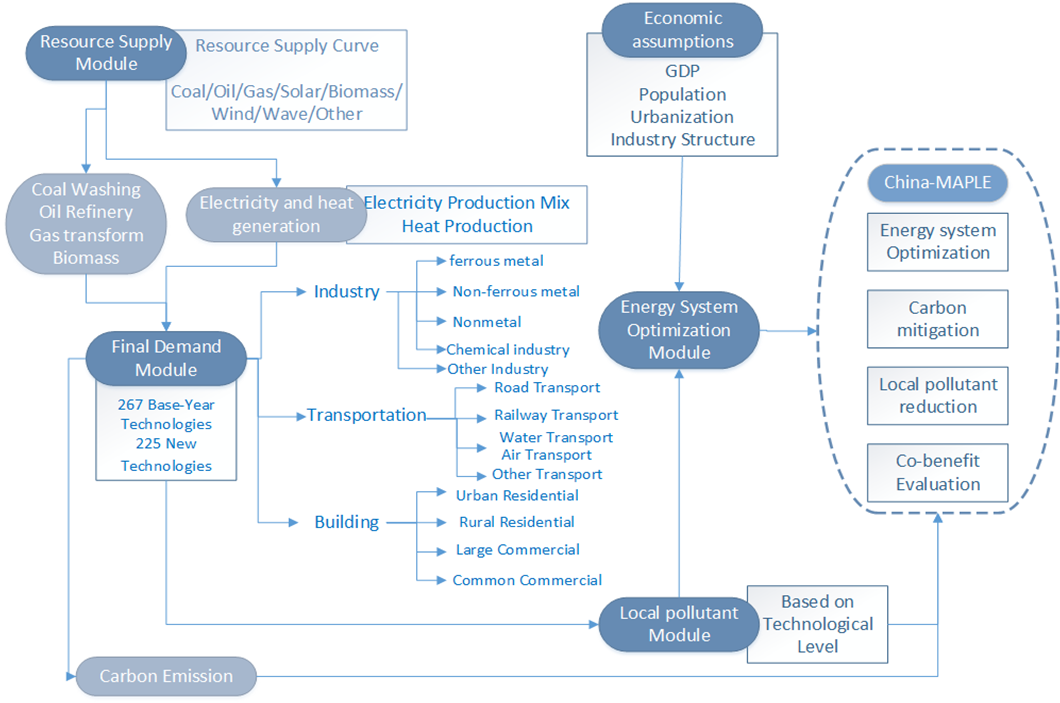 Resource Supply
Module
Resource Supply Curve
Coal/Oil/Gas/Solar/Biomass/
Wind/Wave/Other
Economic
assumptions
GDP
Population
Urbanization
Industry Structure
Coal Washing
Oil Refinery
Gas transform
Biomass
Electricity and heat
generation
Electricity Production Mix
Heat Production
Final Demand
Module
267 Base-Year
Technologies
225 New
Technologies
Industry
ferrous metal
Non-ferrous metal
Nonmetal
Chemical industry
Other Industry
Transportation
Road Transport
Railway Transport
Water Transport
Air Transport
Other Transport
Building
Urban Residential
Rural Residential
Large Commercial
Common Commercial
Energy System
Optimization
Module
Local pollutant
Module
Based on
Technological
Level
Carbon Emission
China-MAPLE
Energy system
Optimization
Carbon
mitigation
Local pollutant
reduction
Co-benefit
Evaluation